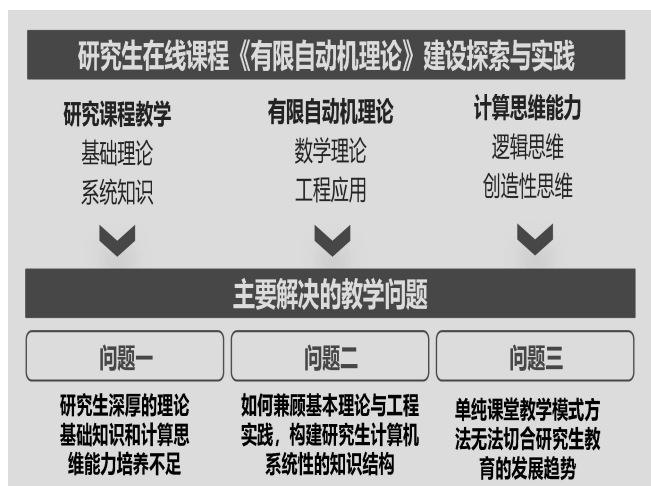 研究生在线课程《有限自动机理论》建设探索与实践
研究课程教学
基础理论
系统知识
有限自动机理论
数学理论
工程应用
计算思维能力
逻辑思维
创造性思维
主要解决的教学问题
问题一
研究生深厚的理论
基础知识和计算思
维能力培养不足
问题二
如何兼顾基本理论与工程
实践，构建研究生计算机
系统性的知识结构
问题三
单纯课堂教学模式方
法无法切合研究生教
育的发展趋势